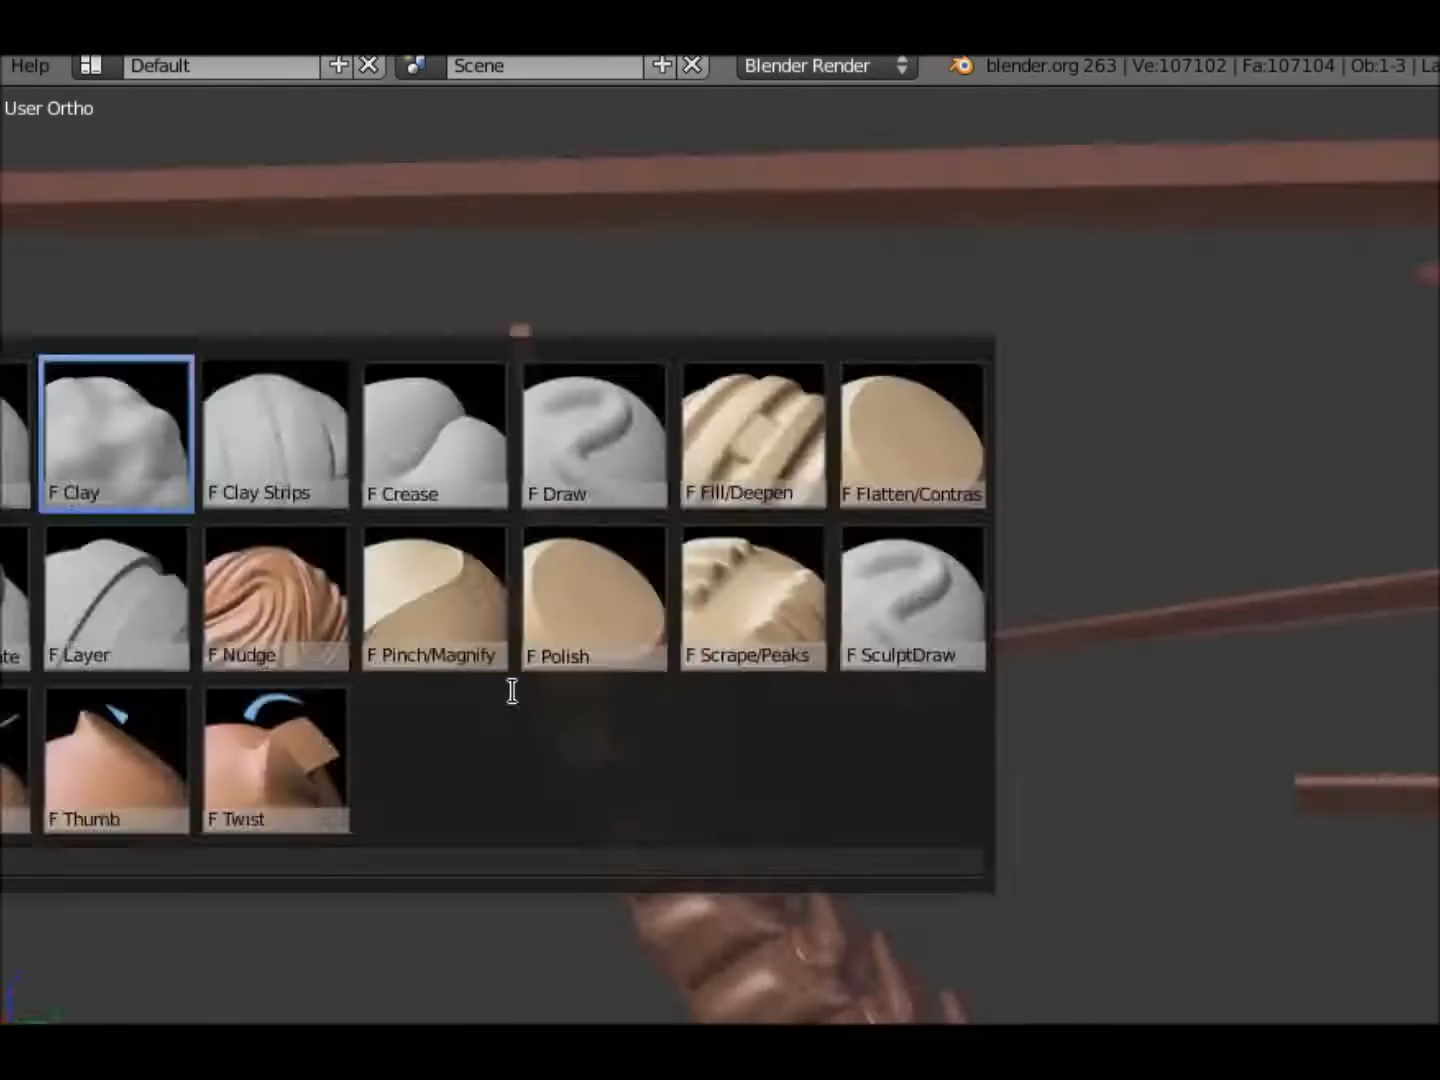 Help
Default
Scene
Blender Render
blender.org 263 | Ve:107102 | Fa:107104 | Ob:1-3 | La
User Ortho
F Clay
F Clay Strips
F Crease
F Draw
F Fill/Deepen
F Flatten/Contras
te
F Layer
F Nudge
F Pinch/Magnify
F Polish
F Scrape/Peaks
F SculptDraw
F Thumb
F Twist